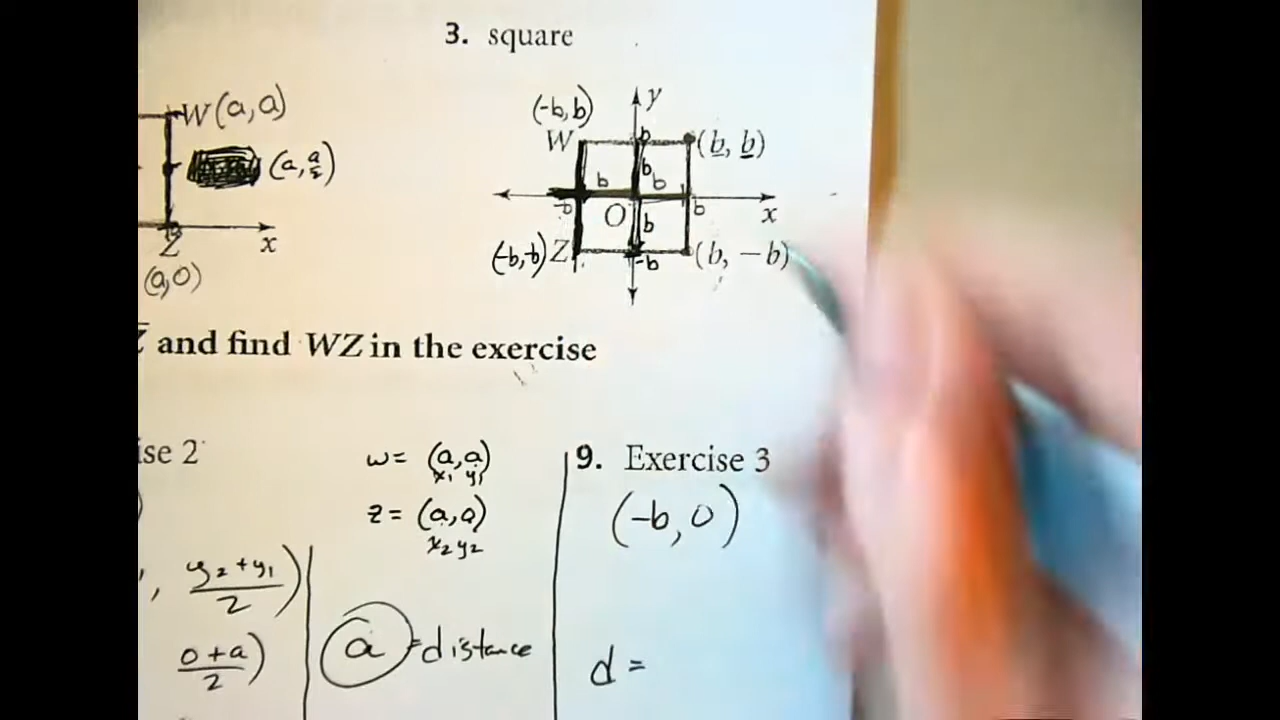 3. square
W(a,a)
(a, a/2)
Z
x
(a,0)
(-b,b)
y
W
b
(b, b)
b
b
b
-b
O
b
b
x
(-b,-b)
Z
-b
(b, −b)
and find WZ in the exercise
ise 2
w= (a,a)
x₁ y₁
z=
x₂ y₂
, y₂+y₁/2)
0+a/2)
a =distance
9. Exercise 3
(-b,0)
d =